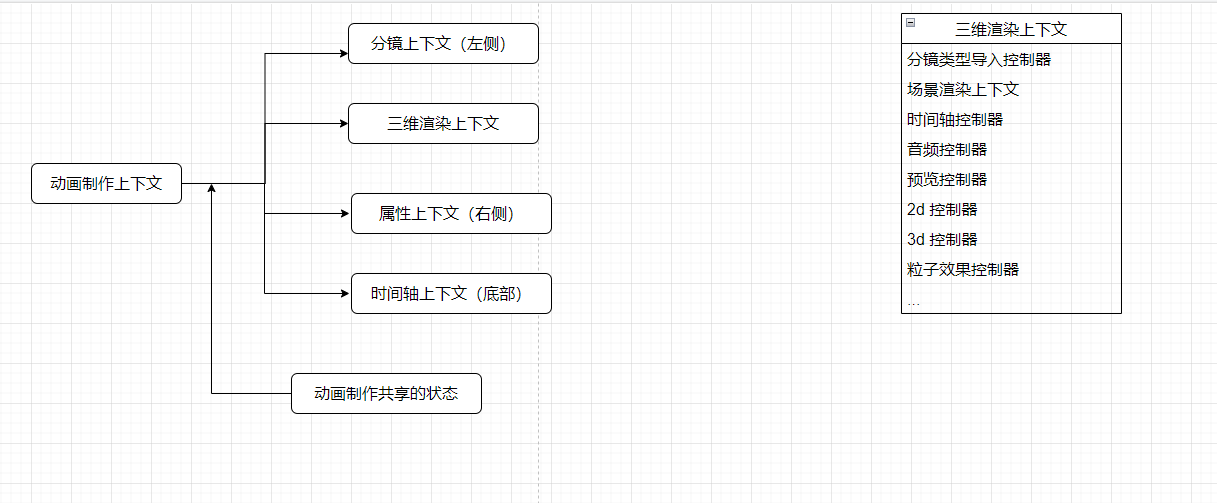 分镜上下文（左侧）
三维渲染上下文
动画制作上下文
属性上下文（右侧）
时间轴上下文（底部）
动画制作共享的状态
三维渲染上下文
分镜类型导入控制器
场景渲染上下文
时间轴控制器
音频控制器
预览控制器
2d 控制器
3d 控制器
粒子效果控制器
...